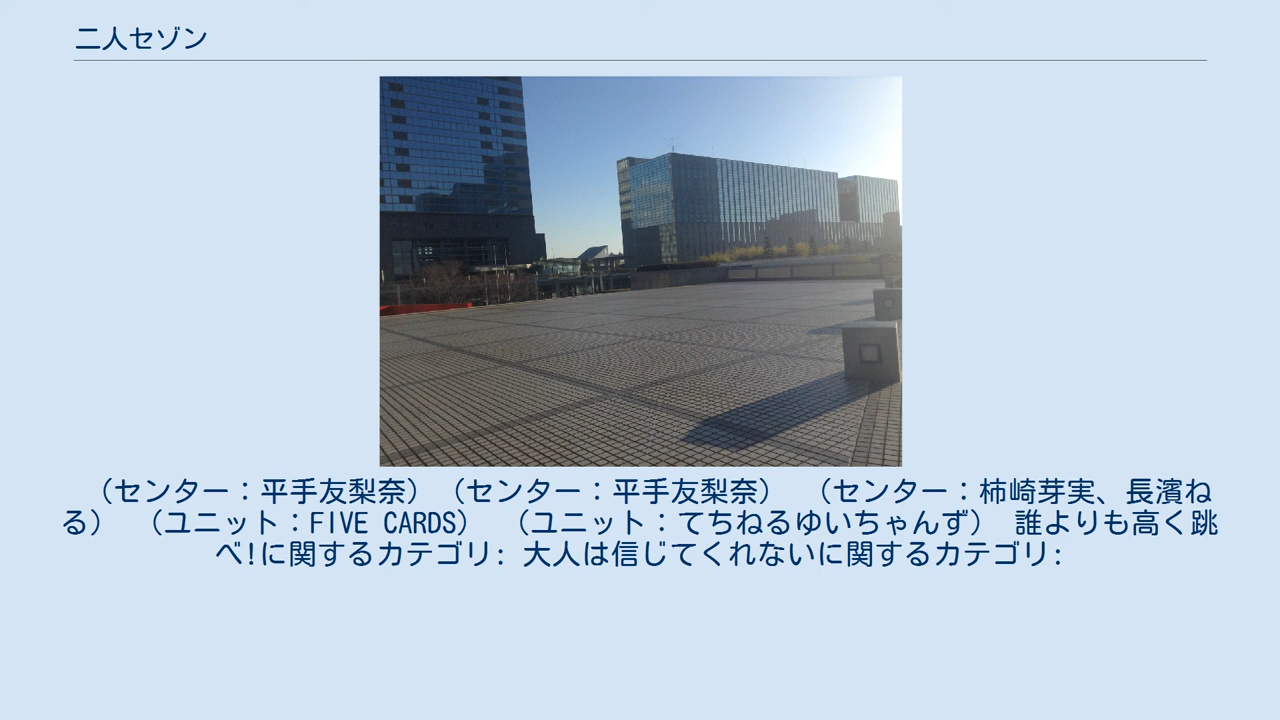 二人セゾン
（センター：平手友梨奈）（センター：平手友梨奈） （センター：柿崎芽実、長濱ね
る） （ユニット：FIVE CARDS） （ユニット：てちねるゆいちゃんず） 誰よりも高く跳
べ!に関するカテゴリ: 大人は信じてくれないに関するカテゴリ: